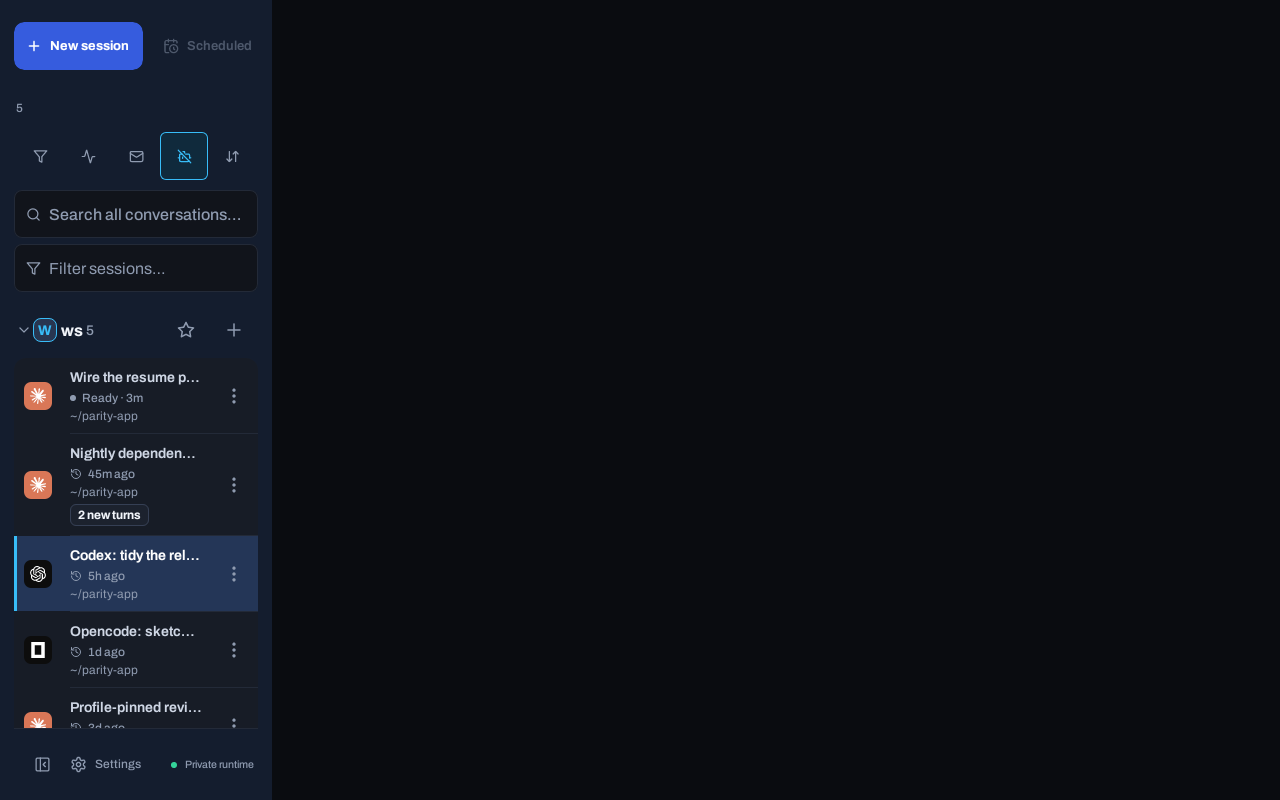 New session
Scheduled
5
Search all conversations...
Filter sessions...
W ws 5
Wire the resume p...
Ready · 3m
~/parity-app
Nightly dependen...
45m ago
~/parity-app
2 new turns
Codex: tidy the rel...
5h ago
~/parity-app
Opencode: sketc...
1d ago
~/parity-app
Profile-pinned revi...
Settings
Private runtime